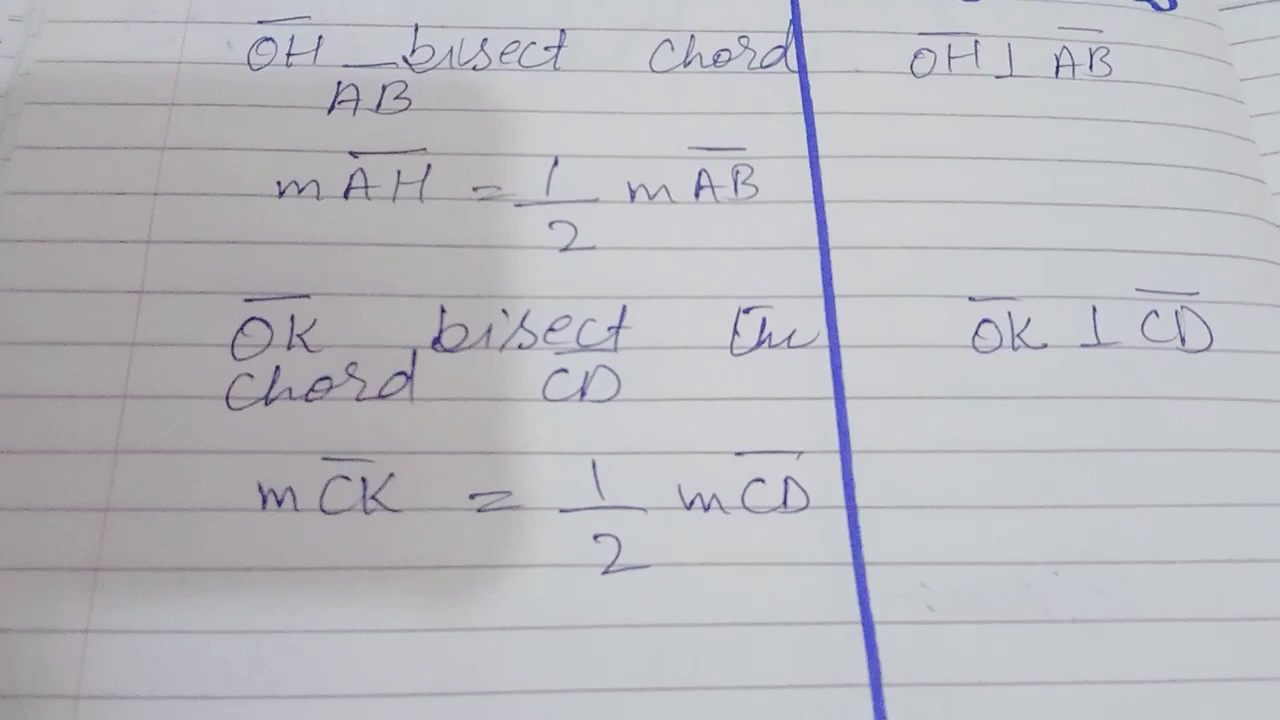 OH bisect chord OH ⊥ AB
AB
mAH = 1/2 mAB
OK bisect the OK ⊥ CD
chord CD
mCK = 1/2 mCD